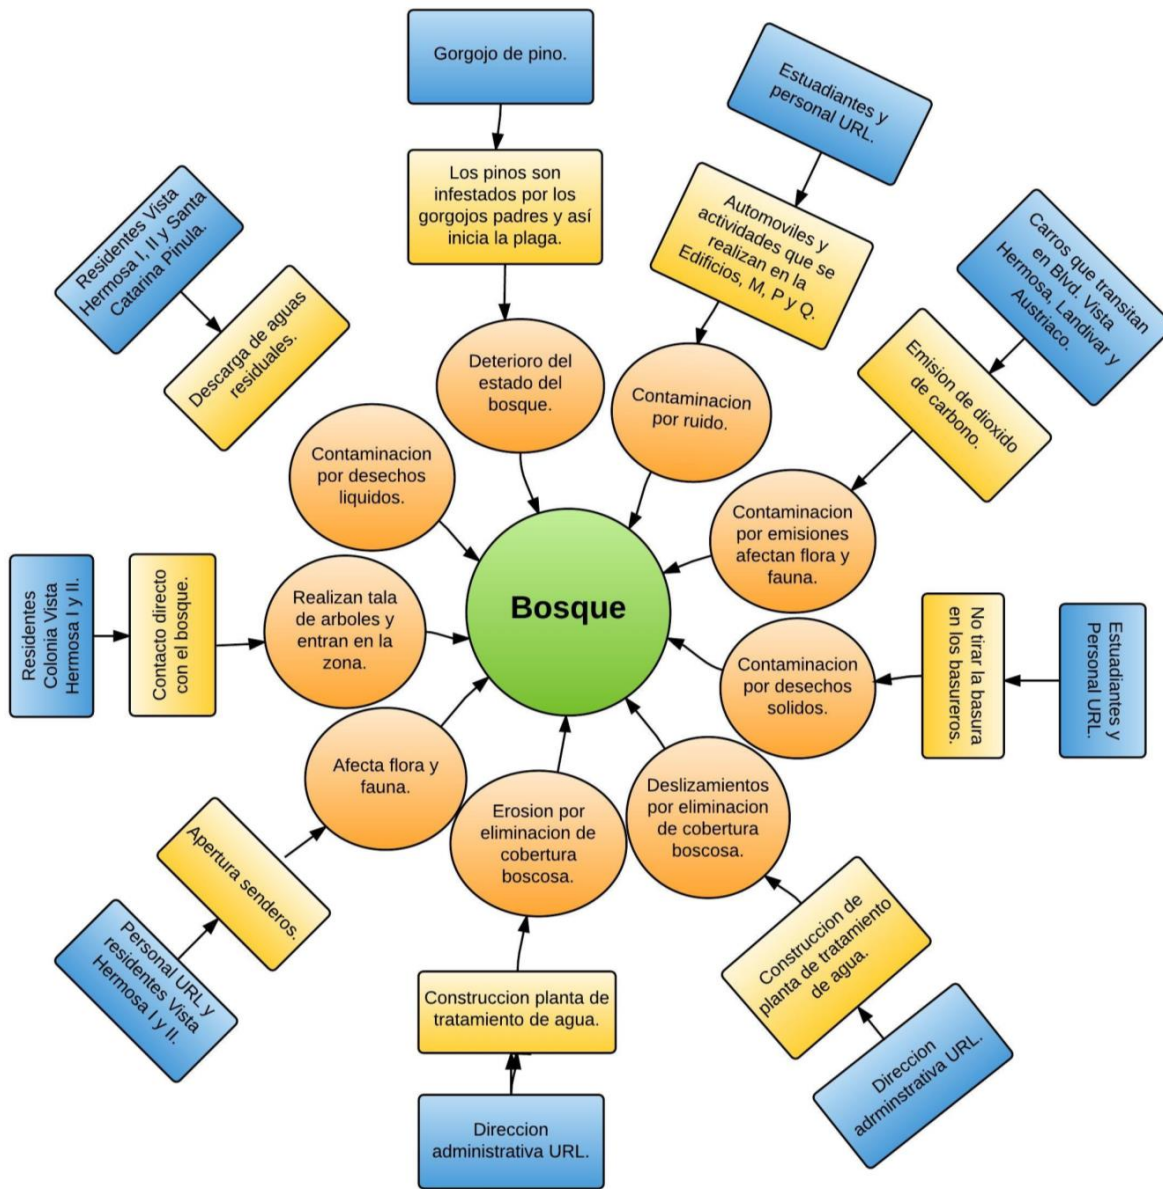 Gorgojo de pino.
Los pinos son
infestados por los
gorgojos padres y así
inicia la plaga.
Deterioro del
estado del
bosque.
Estuadiantes y
personal URL.
Automoviles y
actividades que se
realizan en la
Edificios, M, P y Q.
Contaminacion
por ruido.
Carros que transitan
en Blvd. Vista
Hermosa, Landivar y
Austriaco.
Emision de dioxido
de carbono.
Contaminacion
por emisiones
afectan flora y
fauna.
Estuadiantes y
Personal URL.
No tirar la basura
en los basureros.
Contaminacion
por desechos
solidos.
Direccion
adrminstrativa URL.
Construccion de
planta de tratamiento
de agua.
Deslizamientos
por eliminacion
de cobertura
boscosa.
Direccion
administrativa URL.
Construccion planta de
tratamiento de agua.
Erosion por
eliminacion de
cobertura
boscosa.
Personal URL y
residentes Vista
Hermosa I y II.
Apertura senderos.
Afecta flora y
fauna.
Residentes
Colonia Vista
Hermosa I y II.
Contacto directo
con el bosque.
Realizan tala
de arboles y
entran en la
zona.
Residentes Vista
Hermosa I, II y Santa
Catarina Pinula.
Descarga de aguas
residuales.
Contaminacion
por desechos
liquidos.
Bosque